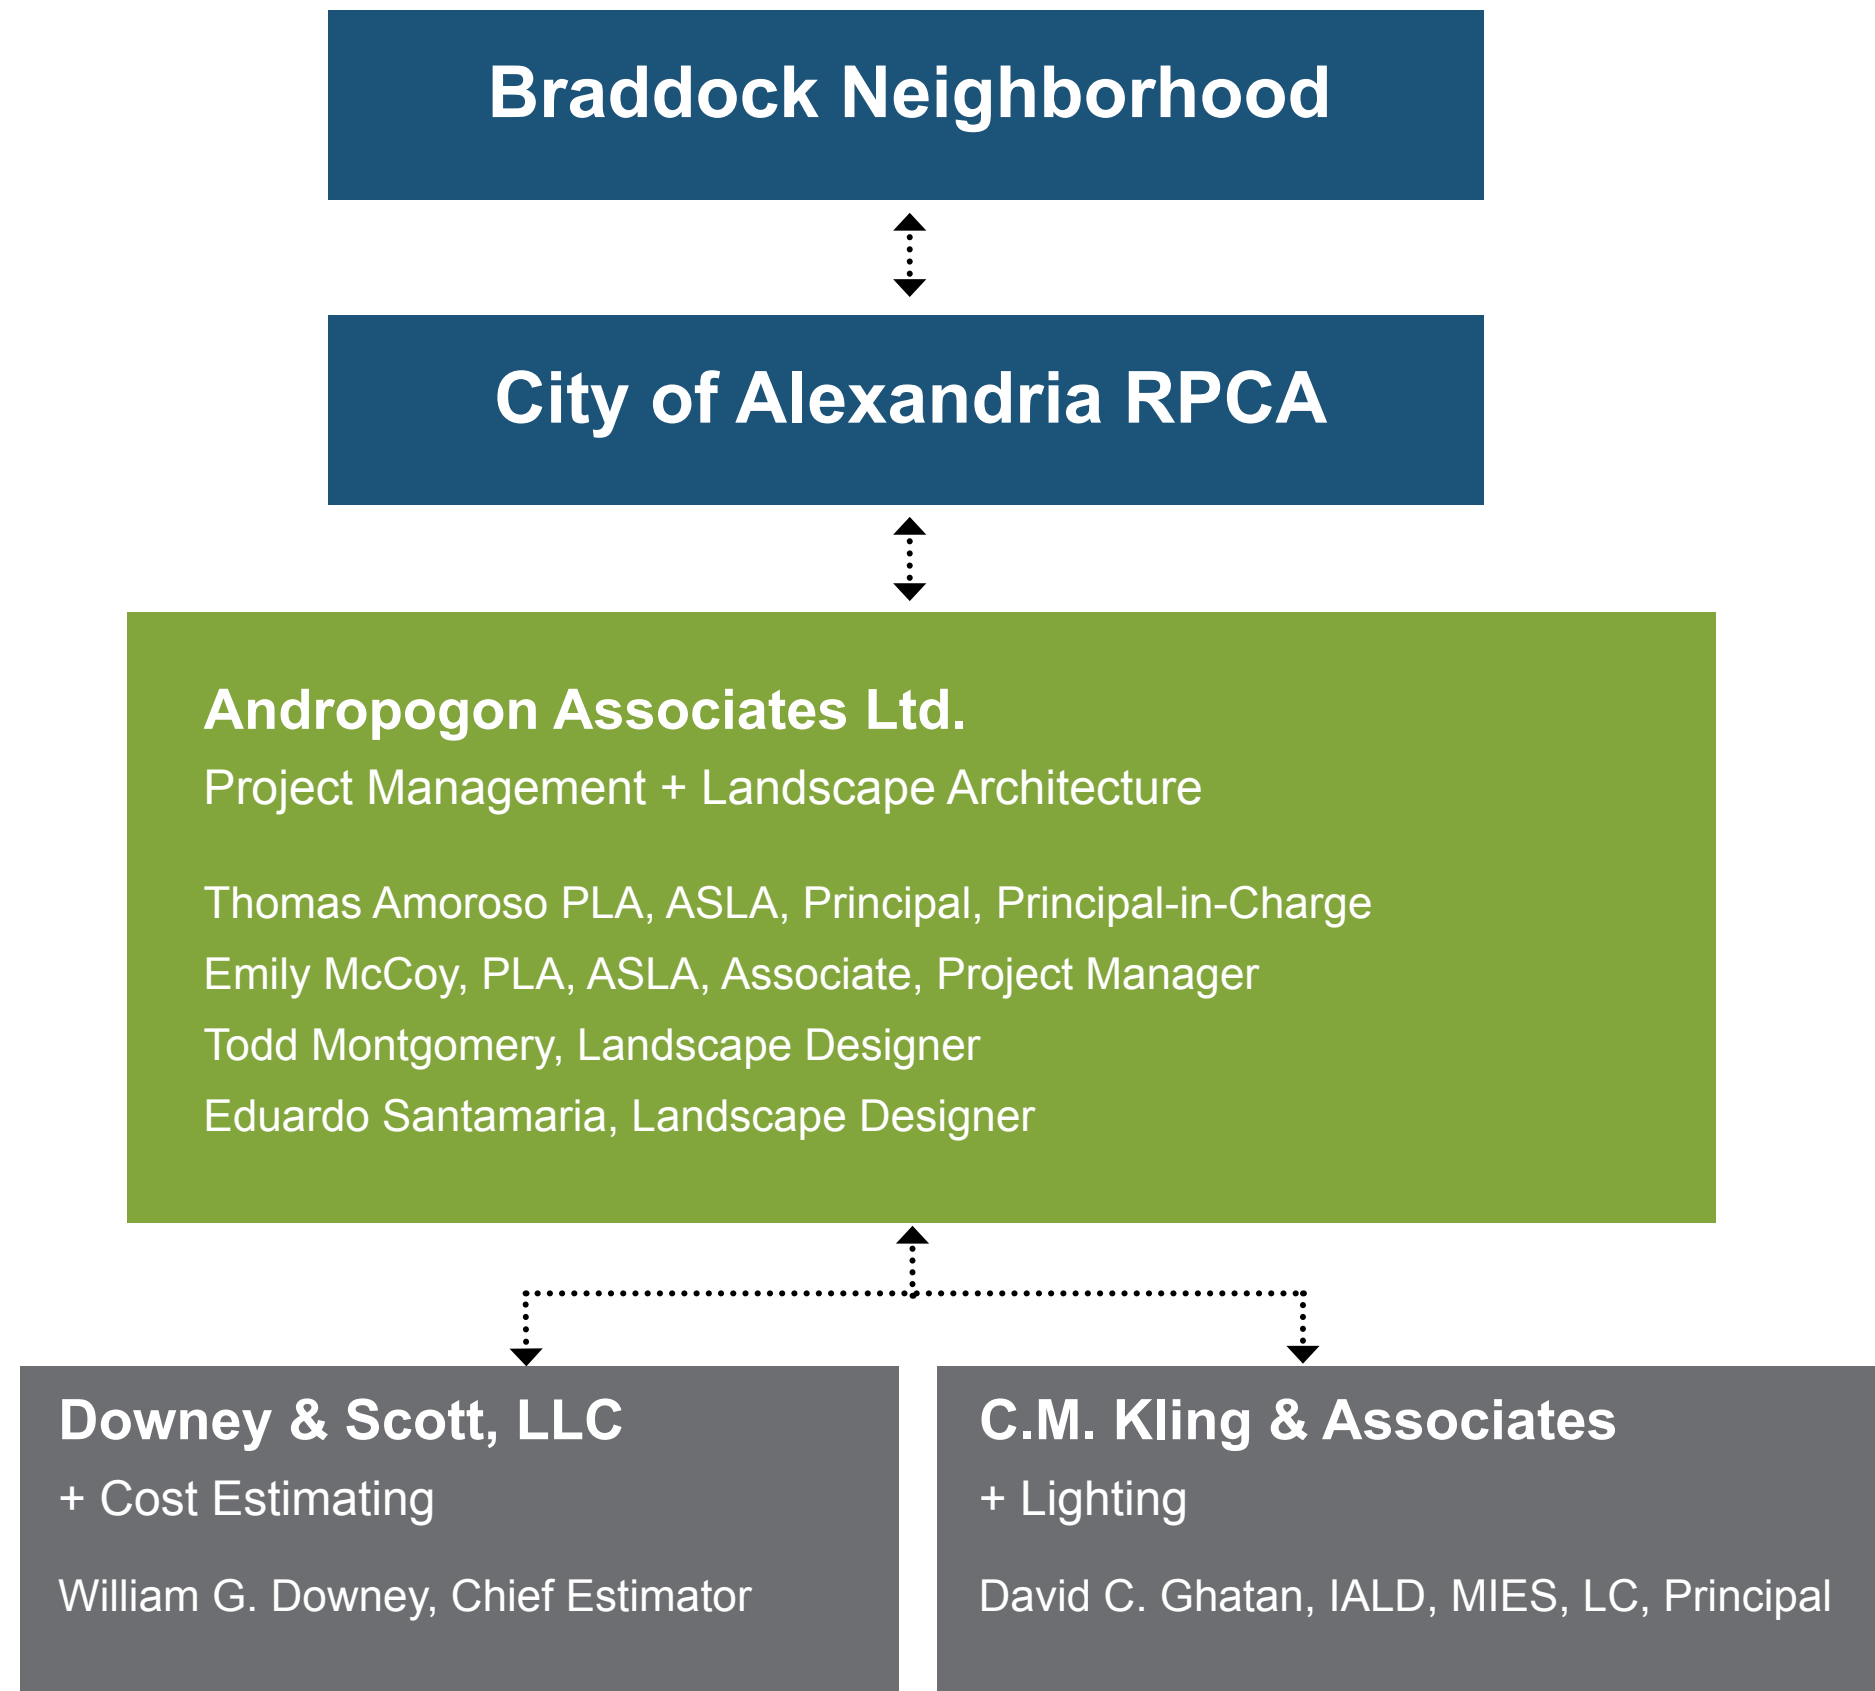 Braddock Neighborhood
City of Alexandria RPCA
Andropogon Associates Ltd.
Project Management + Landscape Architecture
Thomas Amoroso PLA, ASLA, Principal, Principal-in-Charge
Emily McCoy, PLA, ASLA, Associate, Project Manager
Todd Montgomery, Landscape Designer
Eduardo Santamaria, Landscape Designer
Downey & Scott, LLC
+ Cost Estimating
William G. Downey, Chief Estimator
C.M. Kling & Associates
+ Lighting
David C. Ghatan, IALD, MIES, LC, Principal